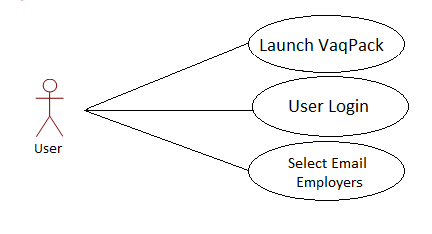 Launch VaqPack
User Login
Select Email
Employers
User